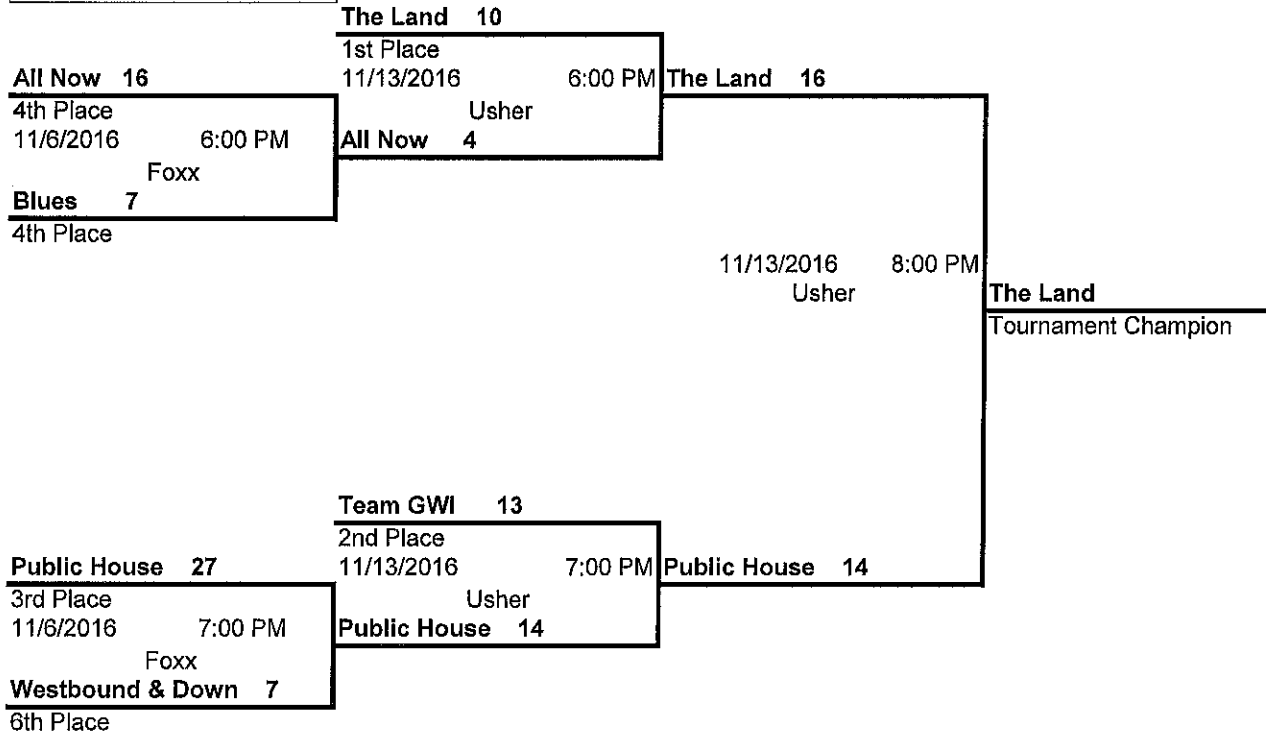 The Land 10
1st Place
All Now 16
11/13/2016 6:00 PM
The Land 16
4th Place
Usher
11/6/2016 6:00 PM
All Now 4
Foxx
Blues 7
4th Place
11/13/2016 8:00 PM
Usher
The Land
Tournament Champion
Team GWI 13
2nd Place
Public House 27
11/13/2016 7:00 PM
Public House 14
3rd Place
Usher
11/6/2016 7:00 PM
Public House 14
Foxx
Westbound & Down 7
6th Place